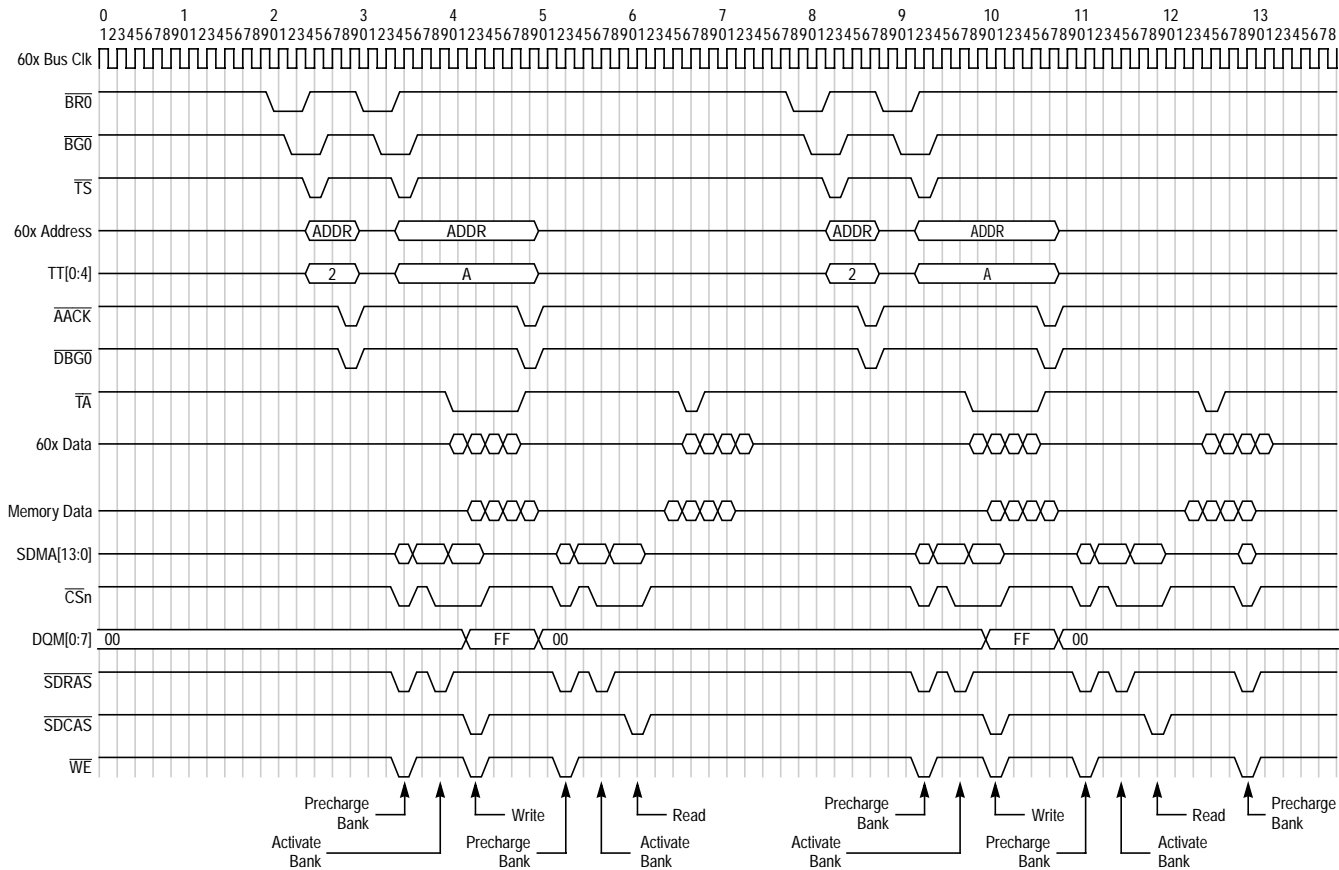 0 1 2 3 4 5 6 7 8 9 10 11 12 13
123456789012345678901234567890123456789012345678901234567890123456789012345678901234567890123456789012345678901234567890123456789012345678
60x Bus Clk
BR0
BG0
TS
60x Address ADDR ADDR ADDR ADDR
TT[0:4] 2 A 2 A
AACK
DBG0
TA
60x Data
Memory Data
SDMA[13:0]
CSn
DQM[0:7] 00 FF 00 FF 00
SDRAS
SDCAS
WE
Precharge Bank
Activate Bank
Write
Precharge Bank
Activate Bank
Read
Precharge Bank
Activate Bank
Write
Precharge Bank
Activate Bank
Read
Precharge Bank